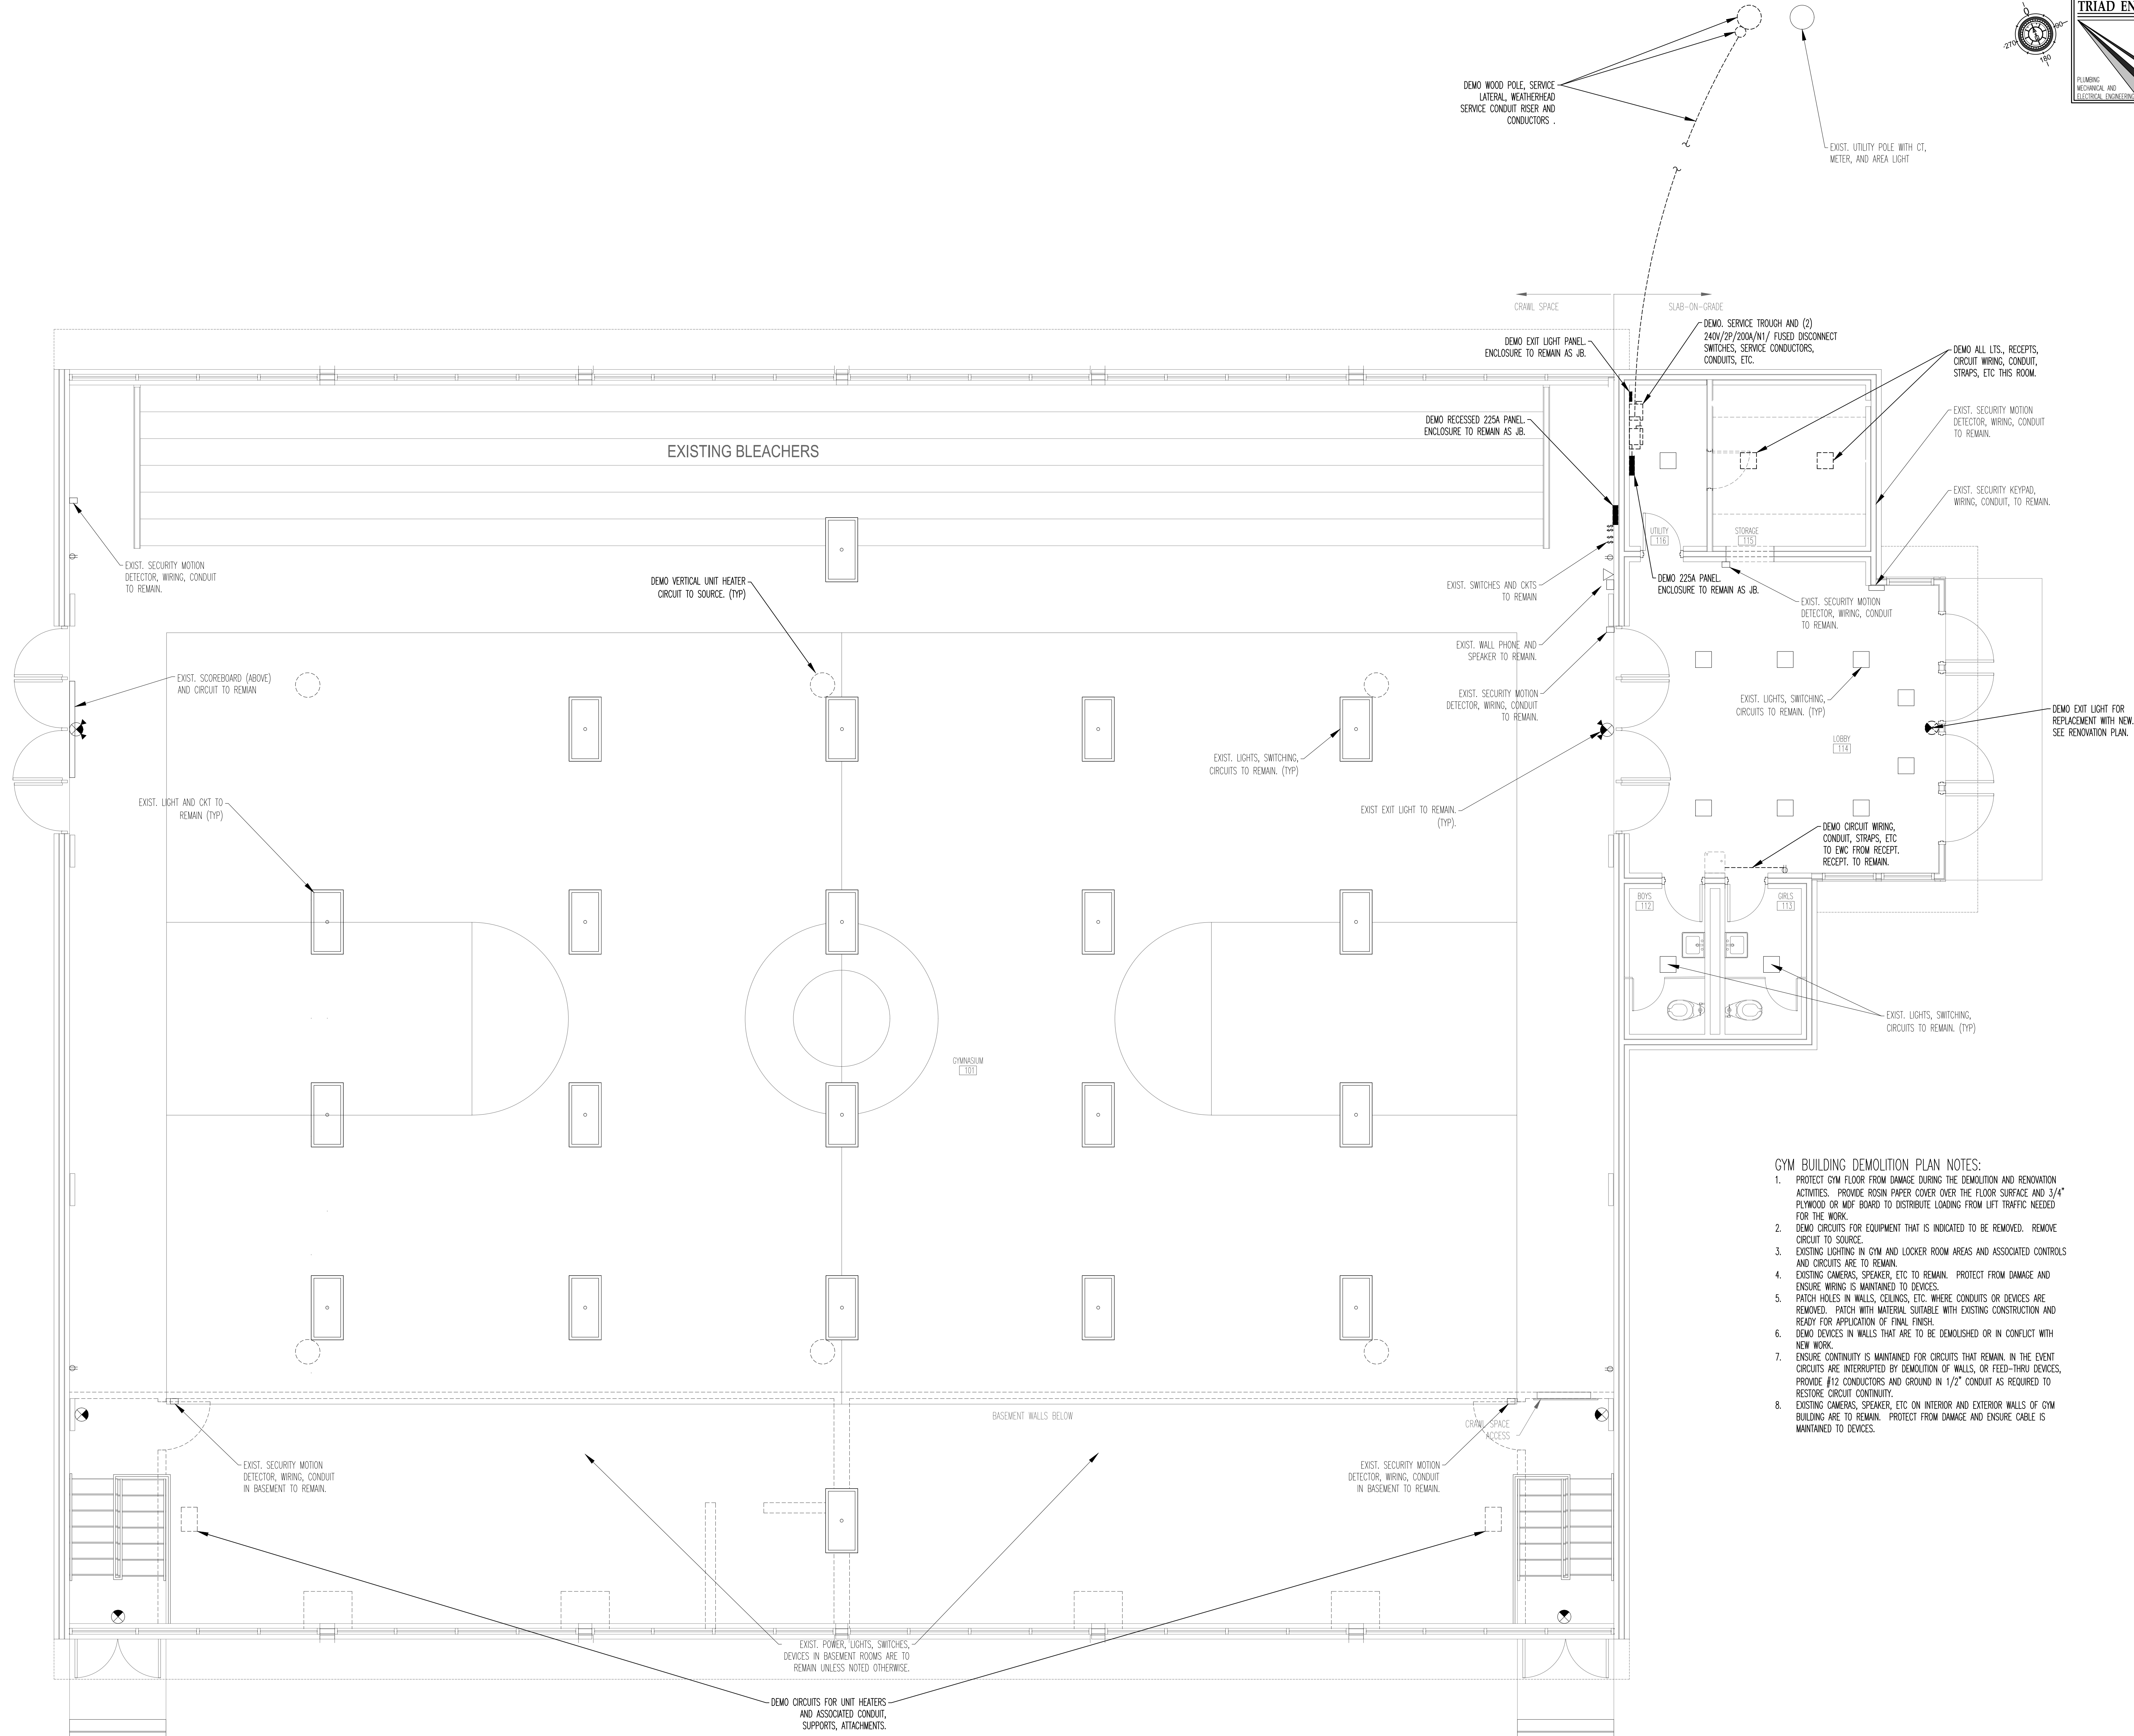 TRIAD EN
0
90
270
180
PLUMBING
MECHANICAL AND
ELECTRICAL ENGINEERING
DEMO WOOD POLE, SERVICE
LATERAL, WEATHERHEAD
SERVICE CONDUIT RISER AND
CONDUCTORS .
EXIST. UTILITY POLE WITH CT,
METER, AND AREA LIGHT
CRAWL SPACE
SLAB-ON-GRADE
DEMO EXIT LIGHT PANEL.
ENCLOSURE TO REMAIN AS JB.
DEMO. SERVICE TROUGH AND (2)
240V/2P/200A/N1/ FUSED DISCONNECT
SWITCHES, SERVICE CONDUCTORS,
CONDUITS, ETC.
DEMO ALL LTS., RECEPTS,
CIRCUIT WIRING, CONDUIT,
STRAPS, ETC THIS ROOM.
DEMO RECESSED 225A PANEL.
ENCLOSURE TO REMAIN AS JB.
EXIST. SECURITY MOTION
DETECTOR, WIRING, CONDUIT
TO REMAIN.
EXISTING BLEACHERS
EXIST. SECURITY KEYPAD,
WIRING, CONDUIT, TO REMAIN.
UTILITY
116
STORAGE
115
EXIST. SECURITY MOTION
DETECTOR, WIRING, CONDUIT
TO REMAIN.
DEMO VERTICAL UNIT HEATER
CIRCUIT TO SOURCE. (TYP)
EXIST. SWITCHES AND CKTS
TO REMAIN
DEMO 225A PANEL.
ENCLOSURE TO REMAIN AS JB.
EXIST. SECURITY MOTION
DETECTOR, WIRING, CONDUIT
TO REMAIN.
EXIST. WALL PHONE AND
SPEAKER TO REMAIN.
EXIST. SCOREBOARD (ABOVE)
AND CIRCUIT TO REMIAN
EXIST. SECURITY MOTION
DETECTOR, WIRING, CONDUIT
TO REMAIN.
EXIST. LIGHTS, SWITCHING,
CIRCUITS TO REMAIN. (TYP)
DEMO EXIT LIGHT FOR
REPLACEMENT WITH NEW.
SEE RENOVATION PLAN.
LOBBY
114
EXIST. LIGHTS, SWITCHING,
CIRCUITS TO REMAIN. (TYP)
EXIST. LIGHT AND CKT TO
REMAIN (TYP)
EXIST EXIT LIGHT TO REMAIN.
(TYP).
DEMO CIRCUIT WIRING,
CONDUIT, STRAPS, ETC
TO EWC FROM RECEPT.
RECEPT. TO REMAIN.
BOYS
112
GIRLS
113
EXIST. LIGHTS, SWITCHING,
CIRCUITS TO REMAIN. (TYP)
GYMNASIUM
101
GYM BUILDING DEMOLITION PLAN NOTES:
1. PROTECT GYM FLOOR FROM DAMAGE DURING THE DEMOLITION AND RENOVATION
ACTIVITIES. PROVIDE ROSIN PAPER COVER OVER THE FLOOR SURFACE AND 3/4"
PLYWOOD OR MDF BOARD TO DISTRIBUTE LOADING FROM LIFT TRAFFIC NEEDED
FOR THE WORK.
2. DEMO CIRCUITS FOR EQUIPMENT THAT IS INDICATED TO BE REMOVED. REMOVE
CIRCUIT TO SOURCE.
3. EXISTING LIGHTING IN GYM AND LOCKER ROOM AREAS AND ASSOCIATED CONTROLS
AND CIRCUITS ARE TO REMAIN.
4. EXISTING CAMERAS, SPEAKER, ETC TO REMAIN. PROTECT FROM DAMAGE AND
ENSURE WIRING IS MAINTAINED TO DEVICES.
5. PATCH HOLES IN WALLS, CEILINGS, ETC. WHERE CONDUITS OR DEVICES ARE
REMOVED. PATCH WITH MATERIAL SUITABLE WITH EXISTING CONSTRUCTION AND
READY FOR APPLICATION OF FINAL FINISH.
6. DEMO DEVICES IN WALLS THAT ARE TO BE DEMOLISHED OR IN CONFLICT WITH
NEW WORK.
7. ENSURE CONTINUITY IS MAINTAINED FOR CIRCUITS THAT REMAIN. IN THE EVENT
CIRCUITS ARE INTERRUPTED BY DEMOLITION OF WALLS, OR FEED-THRU DEVICES,
PROVIDE #12 CONDUCTORS AND GROUND IN 1/2" CONDUIT AS REQUIRED TO
RESTORE CIRCUIT CONTINUITY.
8. EXISTING CAMERAS, SPEAKER, ETC ON INTERIOR AND EXTERIOR WALLS OF GYM
BUILDING ARE TO REMAIN. PROTECT FROM DAMAGE AND ENSURE CABLE IS
MAINTAINED TO DEVICES.
BASEMENT WALLS BELOW
CRAWL SPACE
ACCESS
EXIST. SECURITY MOTION
DETECTOR, WIRING, CONDUIT
IN BASEMENT TO REMAIN.
EXIST. SECURITY MOTION
DETECTOR, WIRING, CONDUIT
IN BASEMENT TO REMAIN.
EXIST. POWER, LIGHTS, SWITCHES,
DEVICES IN BASEMENT ROOMS ARE TO
REMAIN UNLESS NOTED OTHERWISE.
DEMO CIRCUITS FOR UNIT HEATERS
AND ASSOCIATED CONDUIT,
SUPPORTS, ATTACHMENTS.